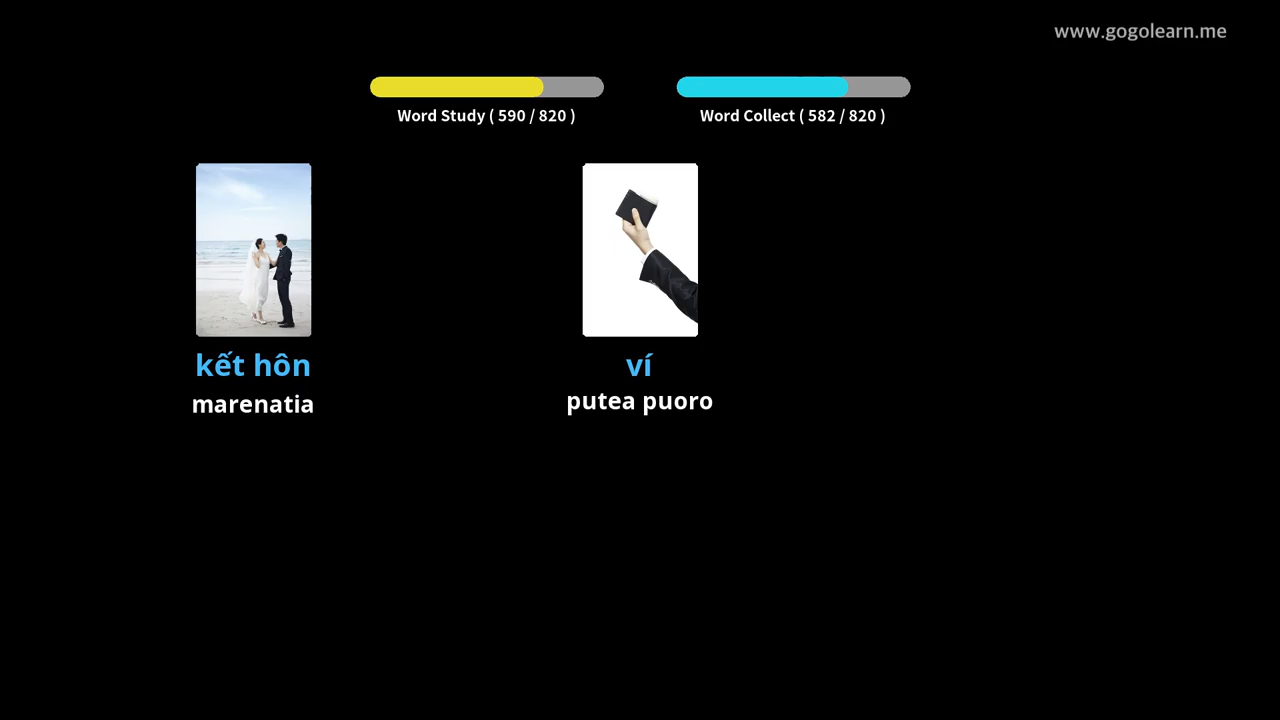 www.gogolearn.me
Word Study ( 590 / 820 )
Word Collect ( 582 / 820 )
kết hôn
marenatia
ví
putea puoro